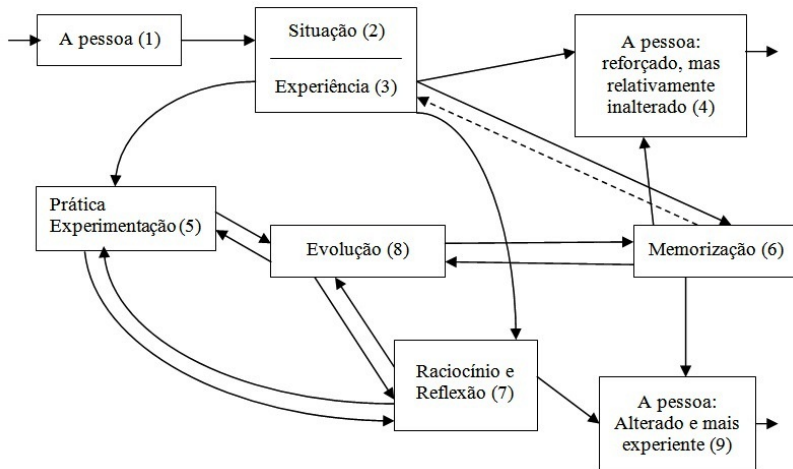 A pessoa (1)
Situação (2)
Experiência (3)
A pessoa:
reforçado, mas
relativamente
inalterado (4)
Prática
Experimentação (5)
Evolução (8)
Memorização (6)
Raciocínio e
Reflexão (7)
A pessoa:
Alterado e mais
experiente (9)